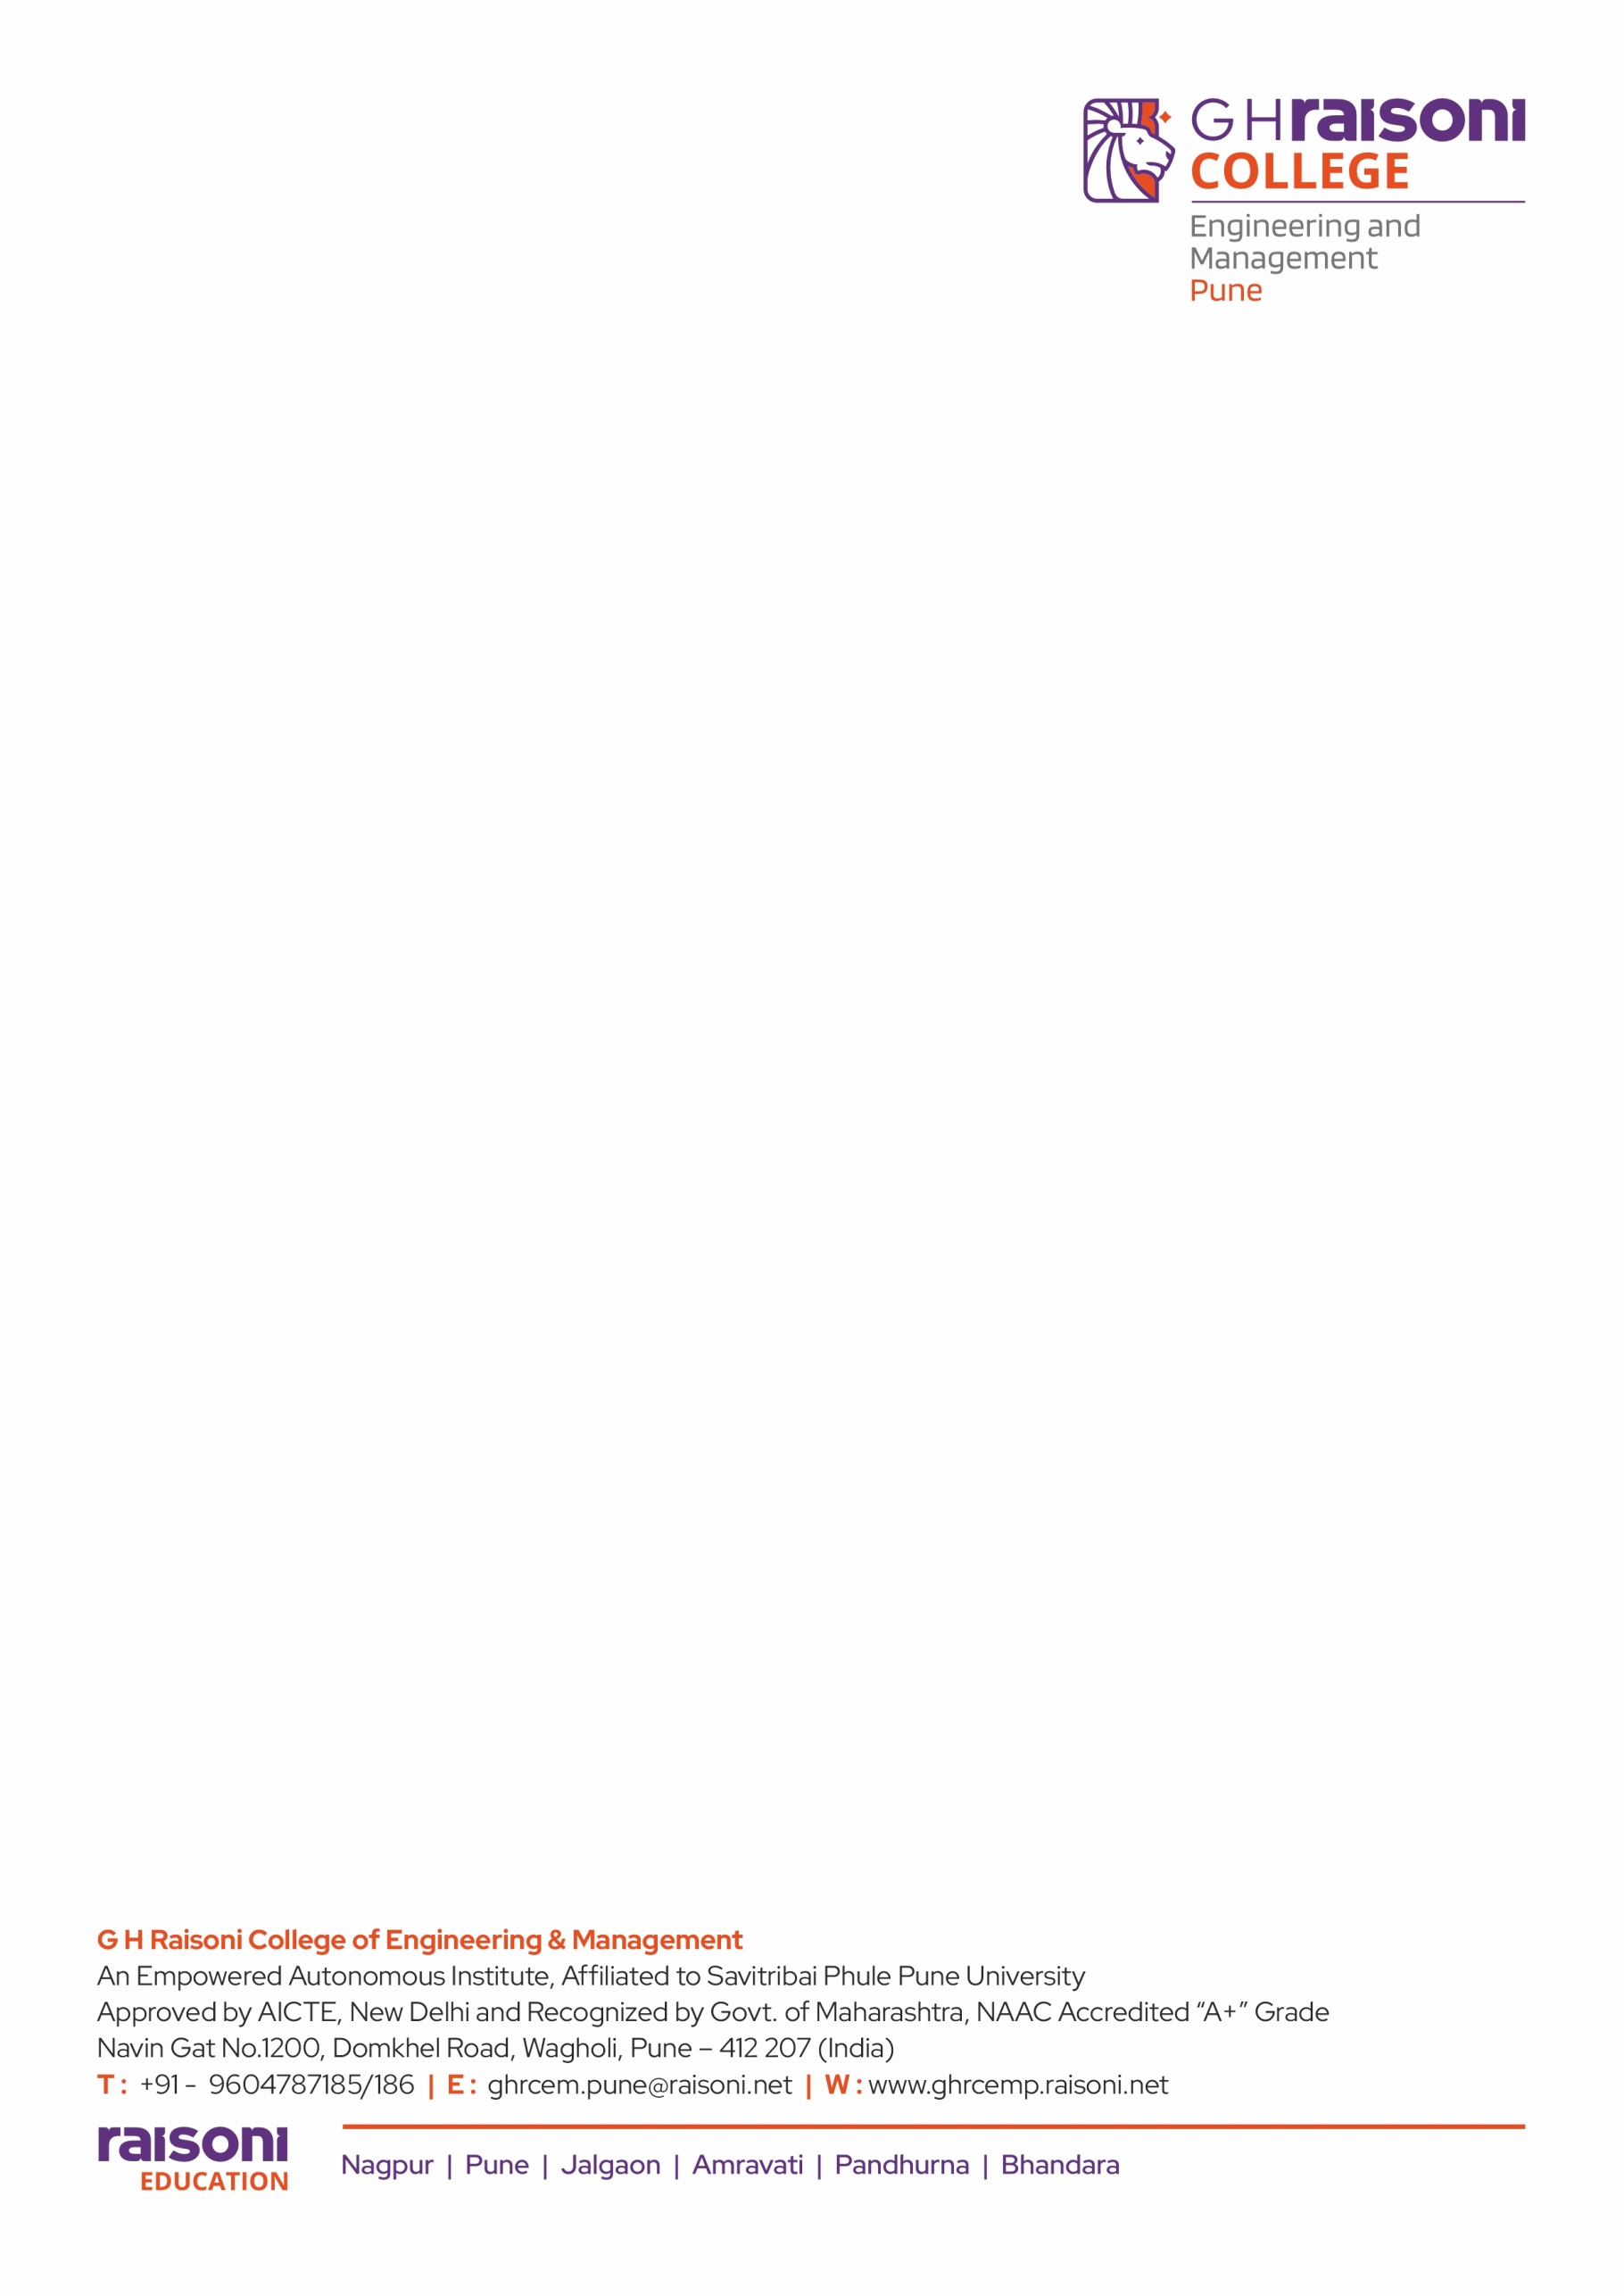 GHraisoni
COLLEGE
Engineering and
Management
Pune
G H Raisoni College of Engineering & Management
An Empowered Autonomous Institute, Affiliated to Savitribai Phule Pune University
Approved by AICTE, New Delhi and Recognized by Govt. of Maharashtra, NAAC Accredited “A+” Grade
Navin Gat No.1200, Domkhel Road, Wagholi, Pune – 412 207 (India)
T : +91 - 9604787185/186 | E : ghrcem.pune@raisoni.net | W : www.ghrcemp.raisoni.net
raisoni
EDUCATION
Nagpur | Pune | Jalgaon | Amravati | Pandhurna | Bhandara